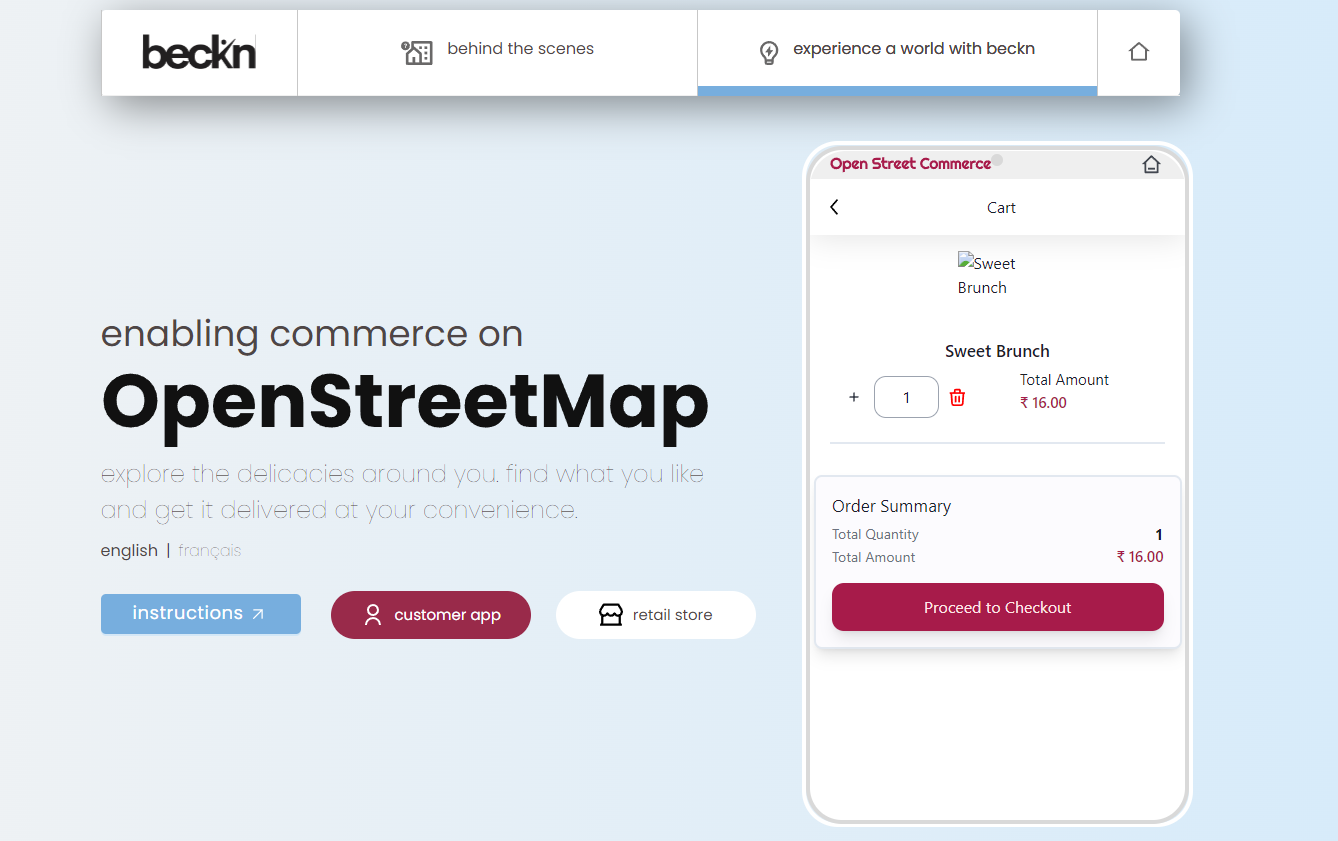 beckn
behind the scenes
experience a world with beckn
enabling commerce on
OpenStreetMap
explore the delicacies around you. find what you like
and get it delivered at your convenience.
english | français
instructions
customer app
retail store
Open Street Commerce
Cart
Sweet
Brunch
Sweet Brunch
+ 1
Total Amount
₹ 16.00
Order Summary
Total Quantity 1
Total Amount ₹ 16.00
Proceed to Checkout